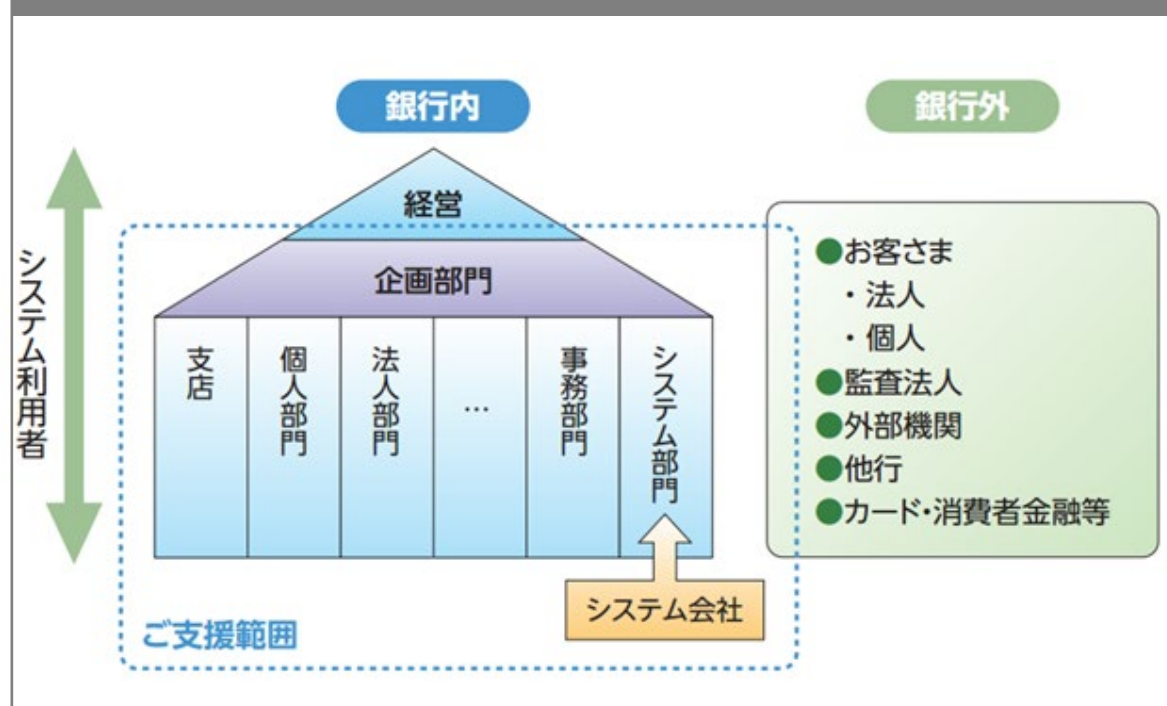 銀行内
銀行外
経営
企画部門
システム利用者
支店
個人部門
法人部門
…
事務部門
システム部門
システム会社
ご支援範囲
●お客さま
・法人
・個人
●監査法人
●外部機関
●他行
●カード・消費者金融等